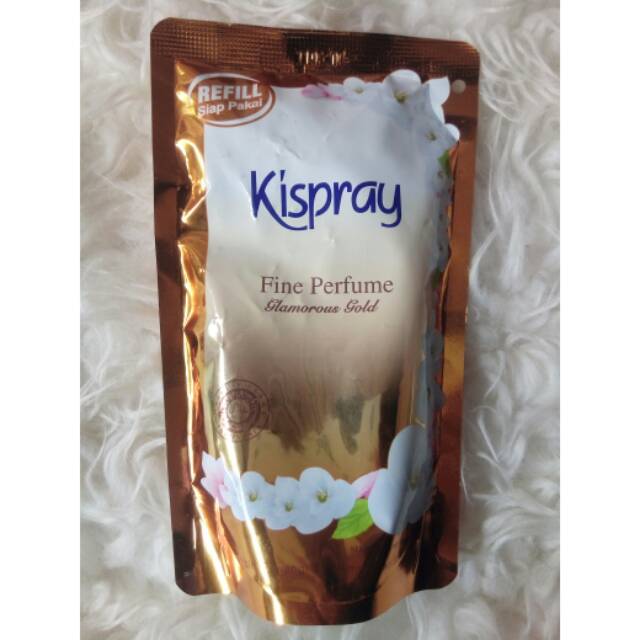 REFILL
Siap Pakai
Kispray
Fine Perfume
Glamorous Gold